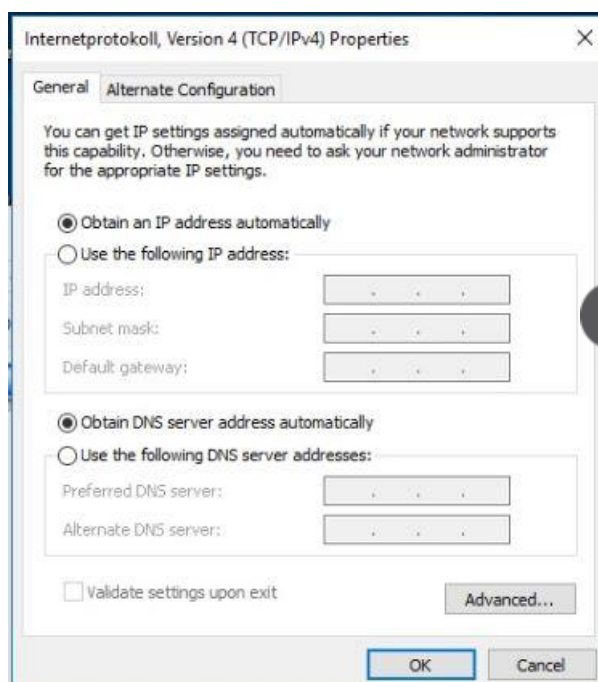 Internetprotokoll, Version 4 (TCP/IPv4) Properties
General
Alternate Configuration
You can get IP settings assigned automatically if your network supports
this capability. Otherwise, you need to ask your network administrator
for the appropriate IP settings.
Obtain an IP address automatically
Use the following IP address:
IP address:
Subnet mask:
Default gateway:
Obtain DNS server address automatically
Use the following DNS server addresses:
Preferred DNS server:
Alternate DNS server:
Validate settings upon exit
Advanced...
OK
Cancel